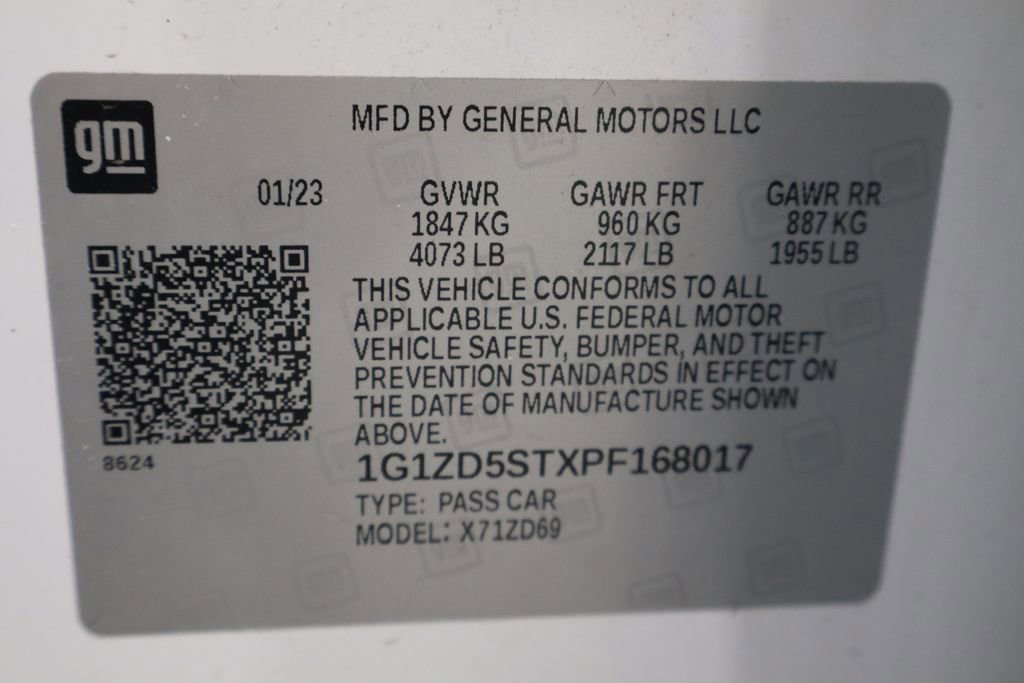 gm
MFD BY GENERAL MOTORS LLC
01/23 GVWR GAWR FRT GAWR RR
1847 KG 960 KG 887 KG
4073 LB 2117 LB 1955 LB
THIS VEHICLE CONFORMS TO ALL
APPLICABLE U.S. FEDERAL MOTOR
VEHICLE SAFETY, BUMPER, AND THEFT
PREVENTION STANDARDS IN EFFECT ON
THE DATE OF MANUFACTURE SHOWN
ABOVE.
8624
1G1ZD5STXPF168017
TYPE: PASS CAR
MODEL: X71ZD69